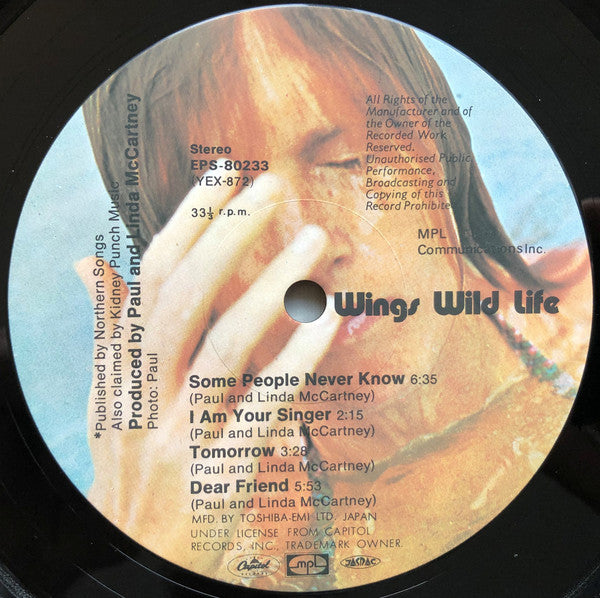 Stereo
EPS-80233
(YEX-872)
33⅓ r.p.m.
All Rights of the
Manufacturer and of
the Owner of the
Recorded Work
Reserved.
Unauthorised Public
Performance,
Broadcasting and
Copying of this
Record Prohibited
MPL
Communications Inc.
*Published by Northern Songs
Also claimed by Kidney Punch Music
Produced by Paul and Linda McCartney
Photo: Paul
Wings Wild Life
Some People Never Know 6:35
(Paul and Linda McCartney)
I Am Your Singer 2:15
(Paul and Linda McCartney)
Tomorrow 3:28
(Paul and Linda McCartney)
Dear Friend 5:53
(Paul and Linda McCartney)
MFD. BY TOSHIBA-EMI LTD. JAPAN
UNDER LICENSE FROM CAPITOL
RECORDS, INC., TRADEMARK OWNER.
Capitol mpl JASRAC